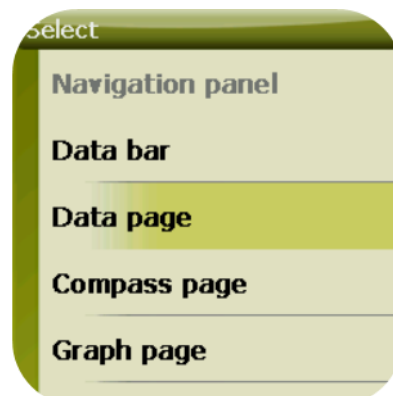 Select
Navigation panel
Data bar
Data page
Compass page
Graph page